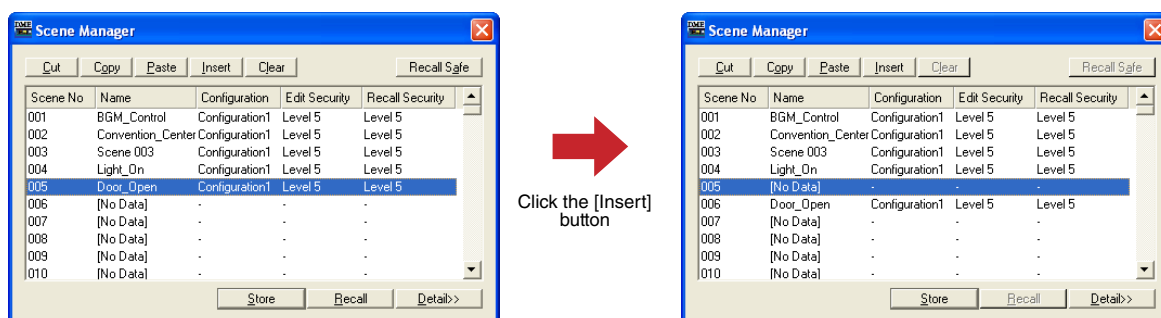 DME Scene Manager
Cut Copy Paste Insert Clear Recall Safe
Scene No Name Configuration Edit Security Recall Security
001 BGM_Control Configuration1 Level 5 Level 5
002 Convention_Center Configuration1 Level 5 Level 5
003 Scene 003 Configuration1 Level 5 Level 5
004 Light_On Configuration1 Level 5 Level 5
005 Door_Open Configuration1 Level 5 Level 5
006 [No Data] - - -
007 [No Data] - - -
008 [No Data] - - -
009 [No Data] - - -
010 [No Data] - - -
Store Recall Detail>>
Click the [Insert]
button
DME Scene Manager
Cut Copy Paste Insert Clear Recall Safe
Scene No Name Configuration Edit Security Recall Security
001 BGM_Control Configuration1 Level 5 Level 5
002 Convention_Center Configuration1 Level 5 Level 5
003 Scene 003 Configuration1 Level 5 Level 5
004 Light_On Configuration1 Level 5 Level 5
005 [No Data] - - -
006 Door_Open Configuration1 Level 5 Level 5
007 [No Data] - - -
008 [No Data] - - -
009 [No Data] - - -
010 [No Data] - - -
Store Recall Detail>>